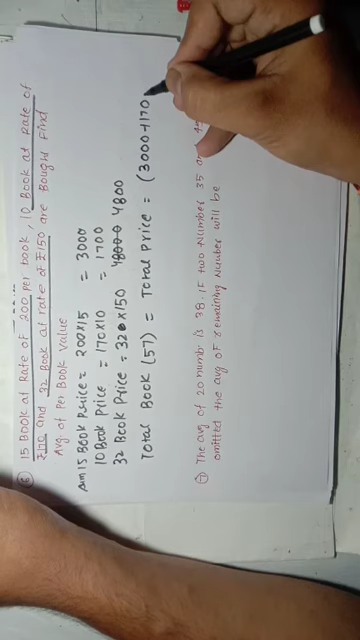 ⑥ 15 BOOK at Rate of 200 per book, 10 Book at Rate of
₹170 and 32 Book at rate of ₹150 are Bought Find
Avg. of Per Book value
15 Book price = 200×15 = 3000
10 Book price = 170×10 = 1700
32 Book Price = 32×150 4800 4800
Total Book (57) = Total Price = (3000+170
⑦ The avg of 20 numb is 38. If two Number 35 and
omitted the avg of remaining Number will be